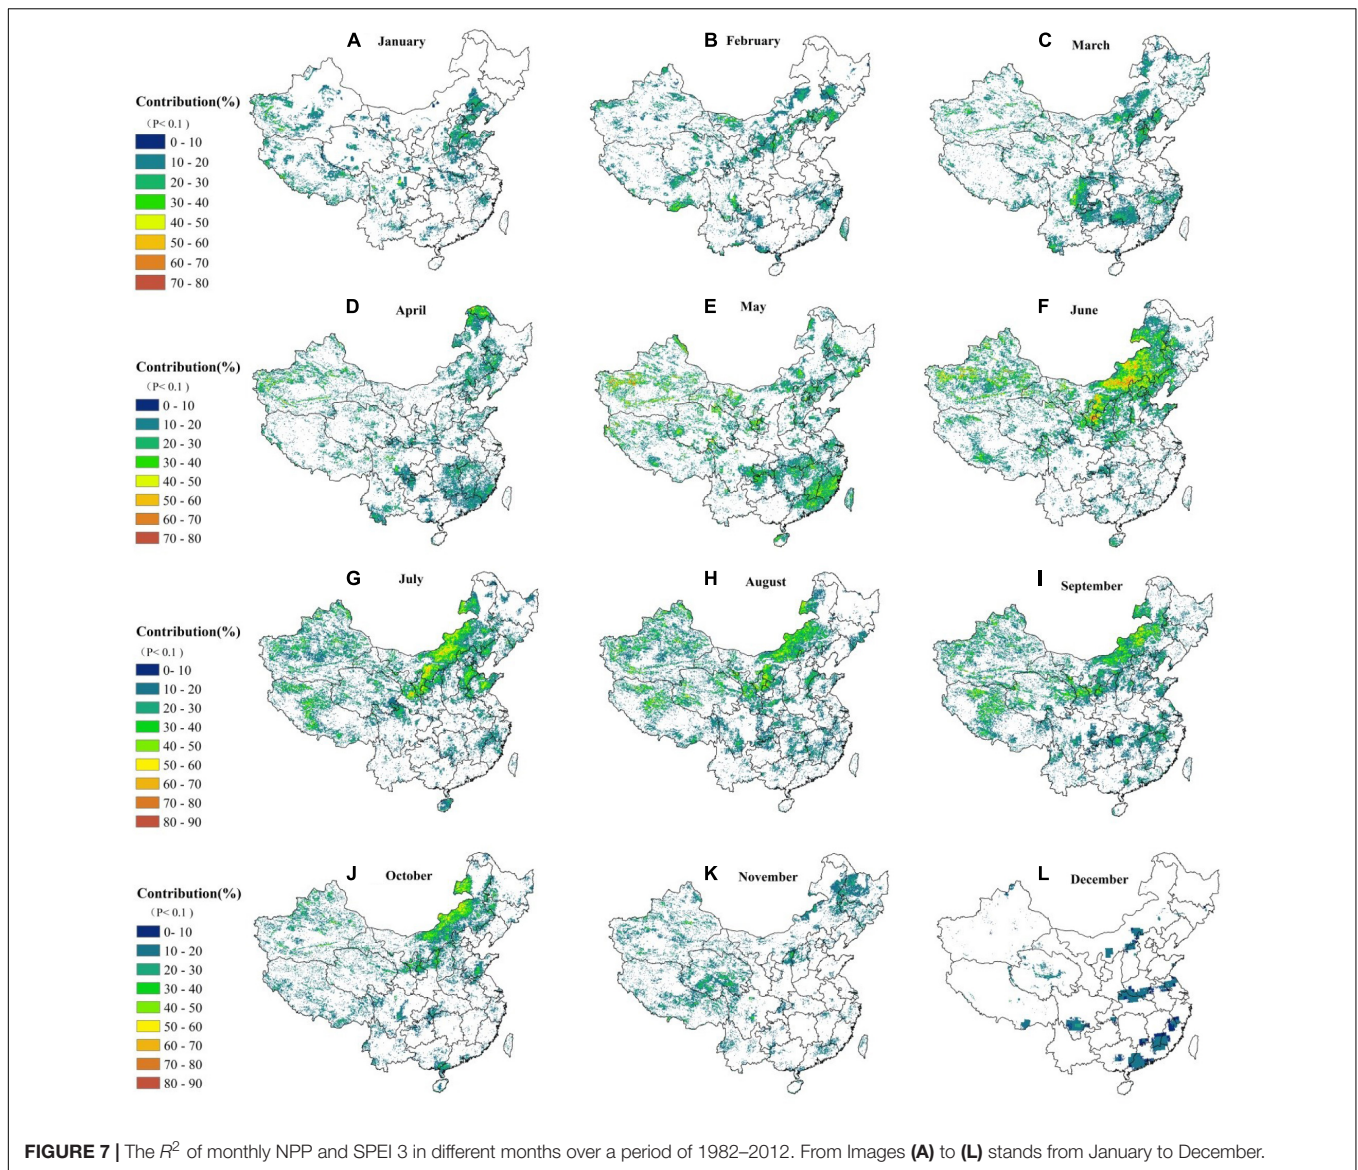 A January
B February
C March
Contribution(%)
(P< 0.1)
0 - 10
10 - 20
20 - 30
30 - 40
40 - 50
50 - 60
60 - 70
70 - 80
D April
E May
F June
Contribution(%)
(P< 0.1)
0 - 10
10 - 20
20 - 30
30 - 40
40 - 50
50 - 60
60 - 70
70 - 80
G July
H August
I September
Contribution(%)
(P< 0.1)
0- 10
10 - 20
20 - 30
30 - 40
40 - 50
50 - 60
60 - 70
70 - 80
80 - 90
J October
K November
L December
Contribution(%)
(P< 0.1)
0- 10
10 - 20
20 - 30
30 - 40
40 - 50
50 - 60
60 - 70
70 - 80
80 - 90
FIGURE 7 | The R² of monthly NPP and SPEI 3 in different months over a period of 1982–2012. From Images (A) to (L) stands from January to December.